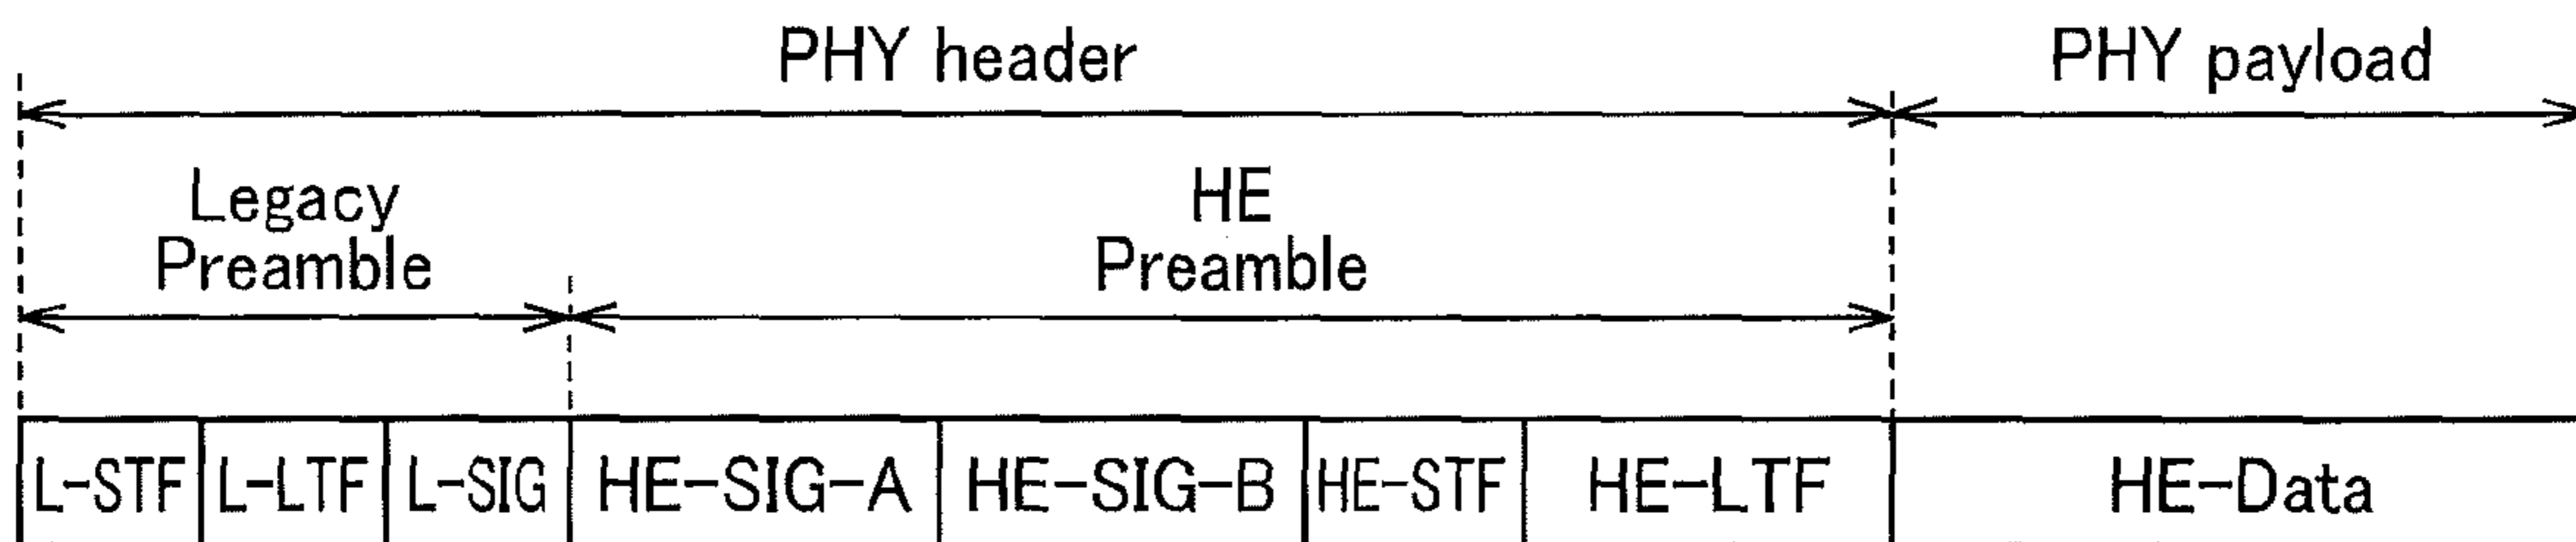 PHY header PHY payload
Legacy
Preamble
HE
Preamble
L-STF L-LTF L-SIG HE-SIG-A HE-SIG-B HE-STF HE-LTF HE-Data